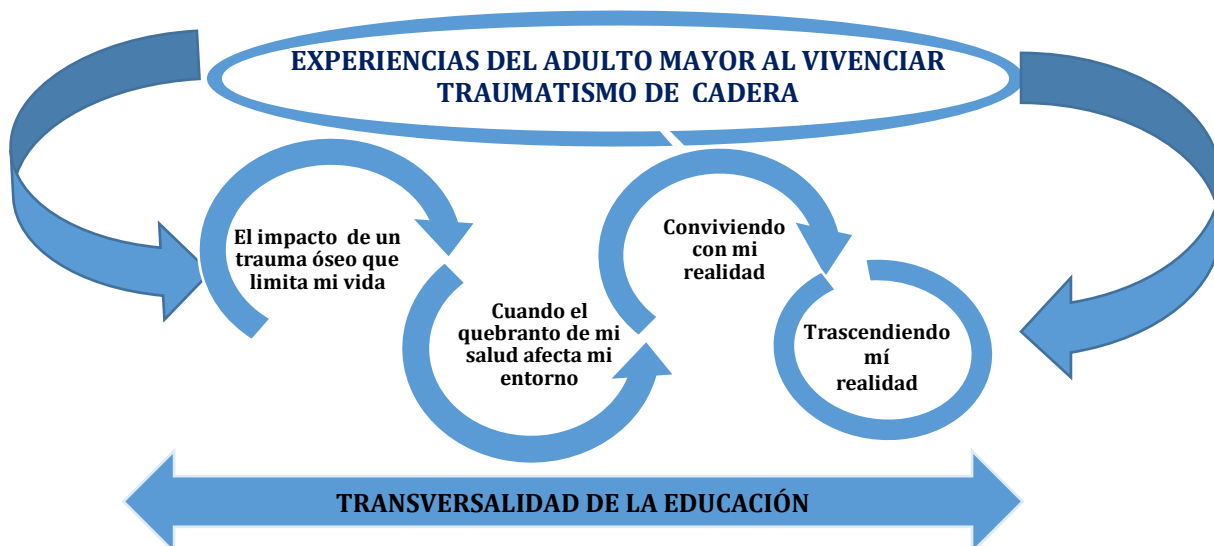 EXPERIENCIAS DEL ADULTO MAYOR AL VIVENCIAR
TRAUMATISMO DE CADERA
El impacto de un
trauma óseo que
limita mi vida
Cuando el
quebranto de mi
salud afecta mi
entorno
Conviviendo
con mi
realidad
Trascendiendo
mí
realidad
TRANSVERSALIDAD DE LA EDUCACIÓN